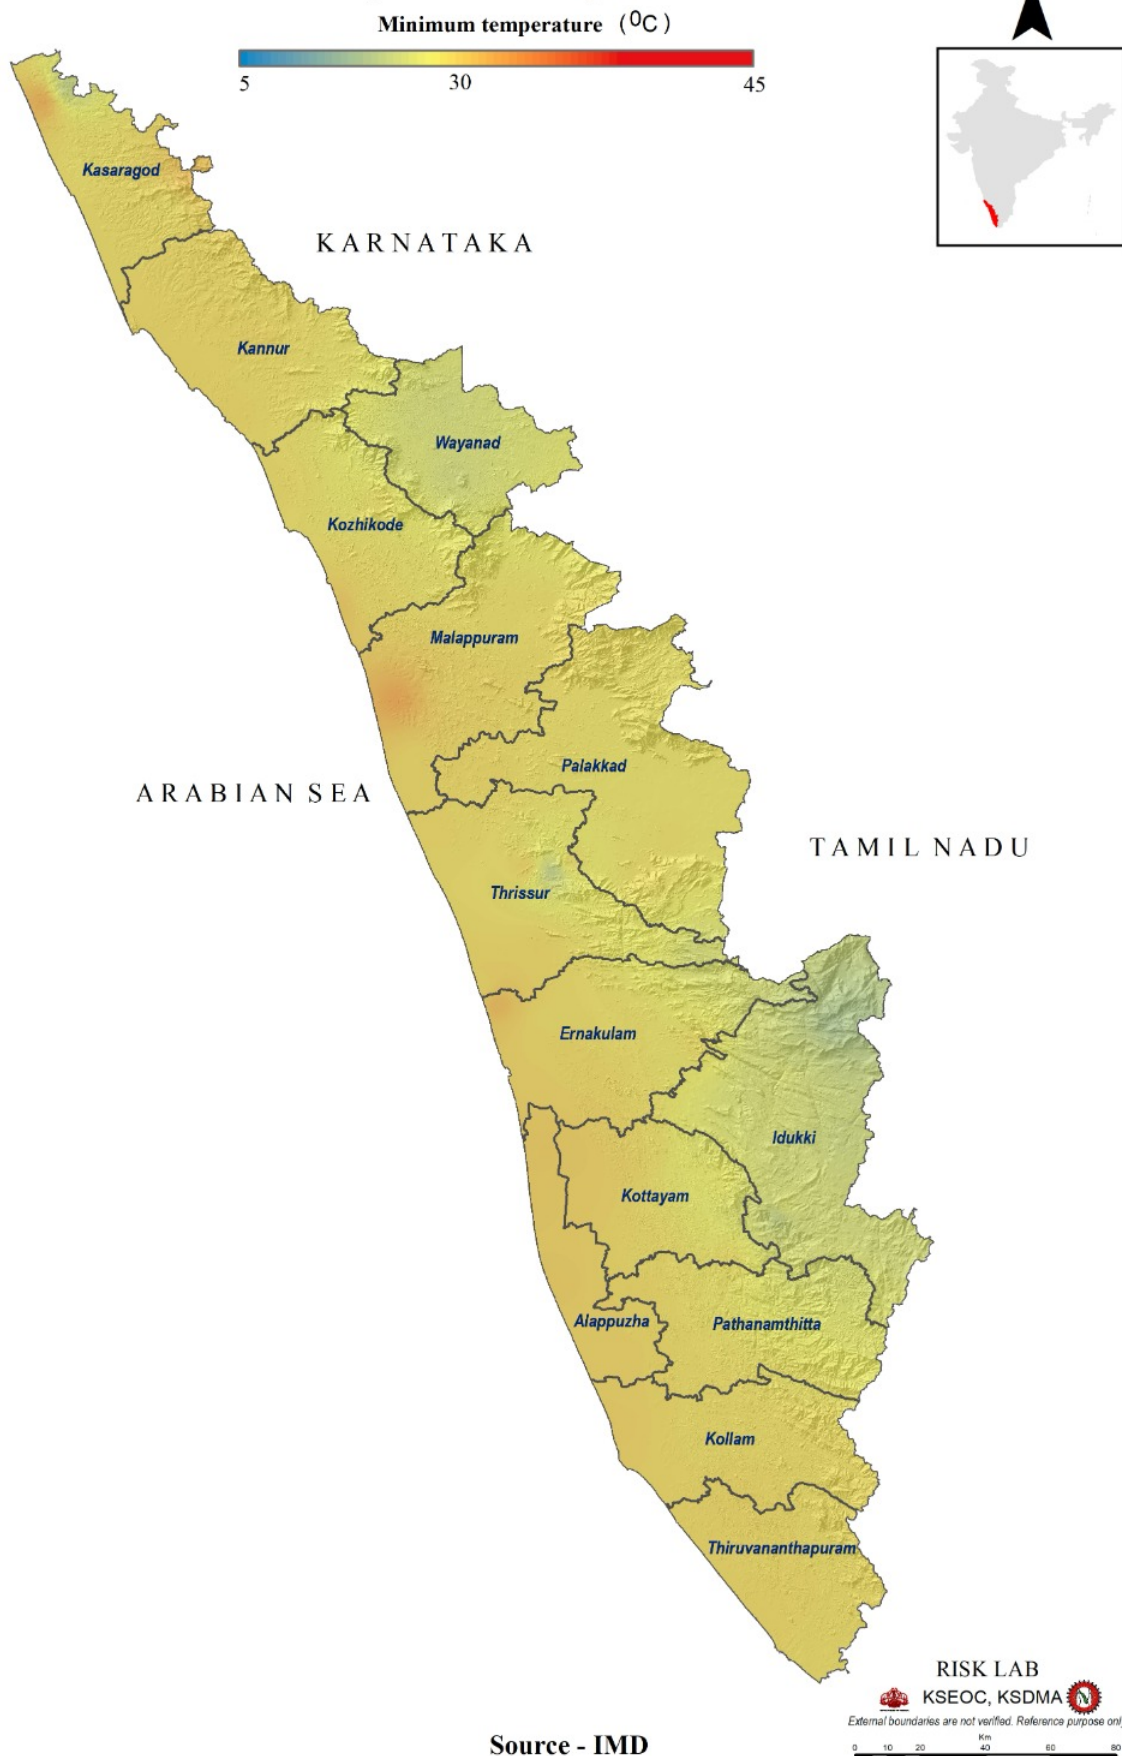 Minimum temperature (⁰C)
5 30 45
Kasaragod
KARNATAKA
Kannur
Wayanad
Kozhikode
Malappuram
Palakkad
ARABIAN SEA
TAMIL NADU
Thrissur
Ernakulam
Idukki
Kottayam
Alappuzha
Pathanamthitta
Kollam
Thiruvananthapuram
RISK LAB
KSEOC, KSDMA
External boundaries are not verified. Reference purpose only
Km
0 10 20 40 60 80
Source - IMD